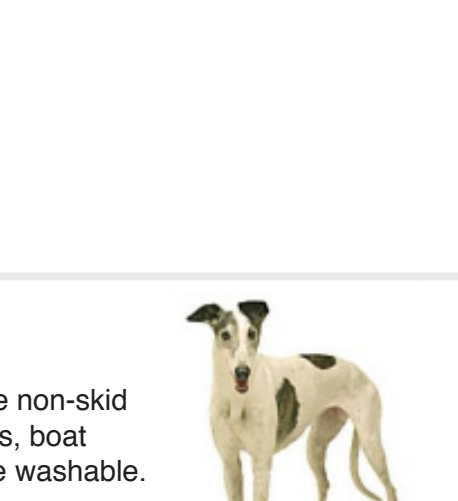 e non-skid
s, boat
e washable.